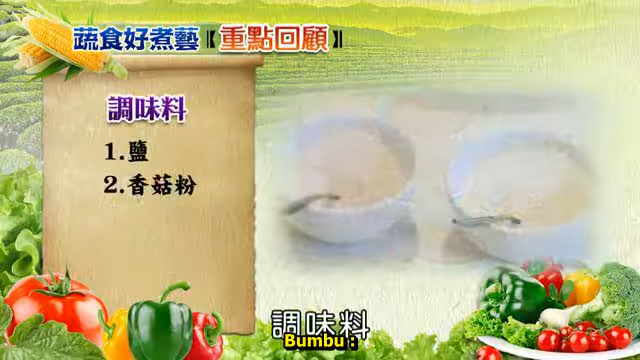 蔬食好煮藝〖重點回顧〗
調味料
1.鹽
2.香菇粉
調味料
Bumbu :